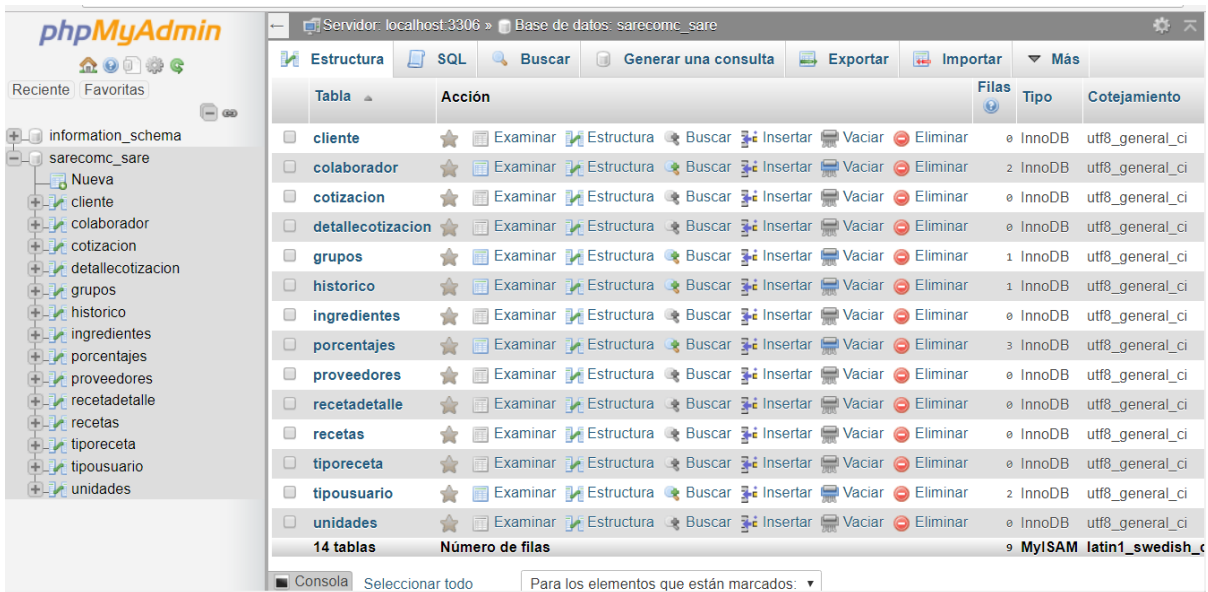 phpMyAdmin
Reciente Favoritas
information_schema
sarecomc_sare
Nueva
cliente
colaborador
cotizacion
detallecotizacion
grupos
historico
ingredientes
porcentajes
proveedores
recetadetalle
recetas
tiporeceta
tipousuario
unidades
Servidor: localhost:3306 » Base de datos: sarecomc_sare
Estructura SQL Buscar Generar una consulta Exportar Importar Más
Tabla Acción Filas Tipo Cotejamiento
cliente Examinar Estructura Buscar Insertar Vaciar Eliminar 0 InnoDB utf8_general_ci
colaborador Examinar Estructura Buscar Insertar Vaciar Eliminar 2 InnoDB utf8_general_ci
cotizacion Examinar Estructura Buscar Insertar Vaciar Eliminar 0 InnoDB utf8_general_ci
detallecotizacion Examinar Estructura Buscar Insertar Vaciar Eliminar 0 InnoDB utf8_general_ci
grupos Examinar Estructura Buscar Insertar Vaciar Eliminar 1 InnoDB utf8_general_ci
historico Examinar Estructura Buscar Insertar Vaciar Eliminar 1 InnoDB utf8_general_ci
ingredientes Examinar Estructura Buscar Insertar Vaciar Eliminar 0 InnoDB utf8_general_ci
porcentajes Examinar Estructura Buscar Insertar Vaciar Eliminar 3 InnoDB utf8_general_ci
proveedores Examinar Estructura Buscar Insertar Vaciar Eliminar 0 InnoDB utf8_general_ci
recetadetalle Examinar Estructura Buscar Insertar Vaciar Eliminar 0 InnoDB utf8_general_ci
recetas Examinar Estructura Buscar Insertar Vaciar Eliminar 0 InnoDB utf8_general_ci
tiporeceta Examinar Estructura Buscar Insertar Vaciar Eliminar 0 InnoDB utf8_general_ci
tipousuario Examinar Estructura Buscar Insertar Vaciar Eliminar 2 InnoDB utf8_general_ci
unidades Examinar Estructura Buscar Insertar Vaciar Eliminar 0 InnoDB utf8_general_ci
14 tablas Número de filas 9 MyISAM latin1_swedish_
Consola Seleccionar todo Para los elementos que están marcados: